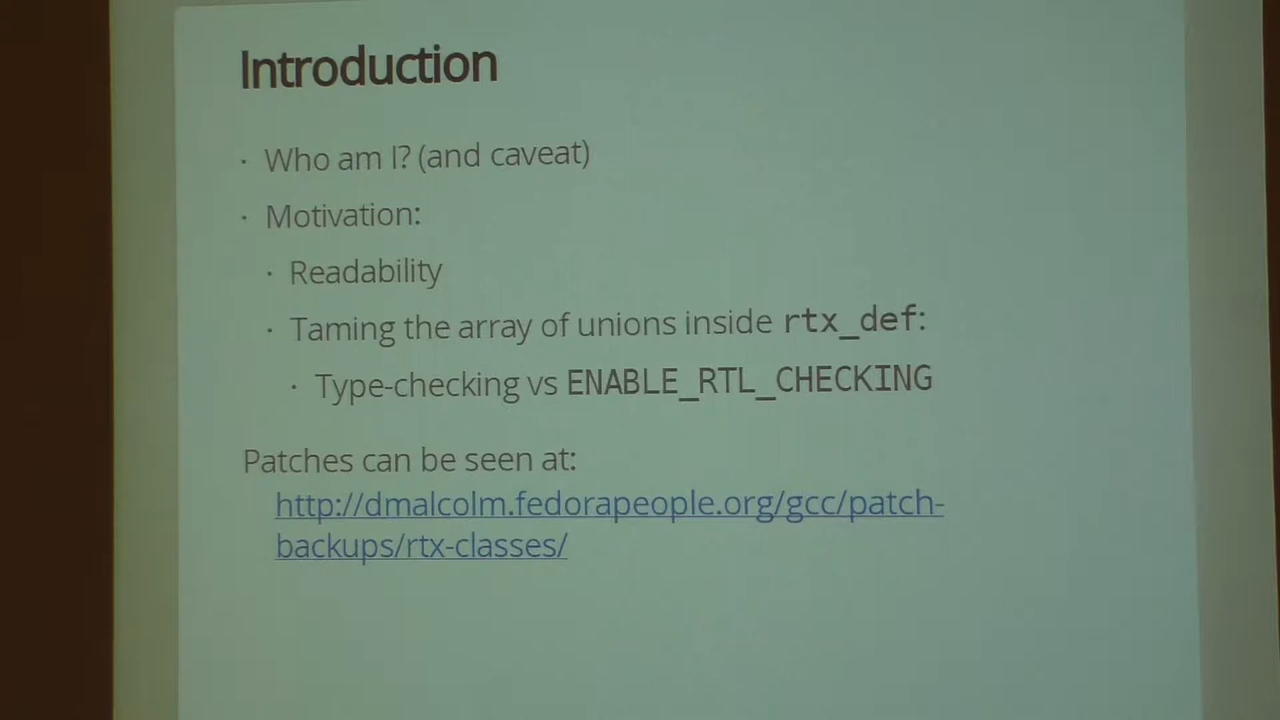 Introduction
· Who am I? (and caveat)
· Motivation:
· Readability
· Taming the array of unions inside rtx_def:
· Type-checking vs ENABLE_RTL_CHECKING
Patches can be seen at:
http://dmalcolm.fedorapeople.org/gcc/patch-
backups/rtx-classes/